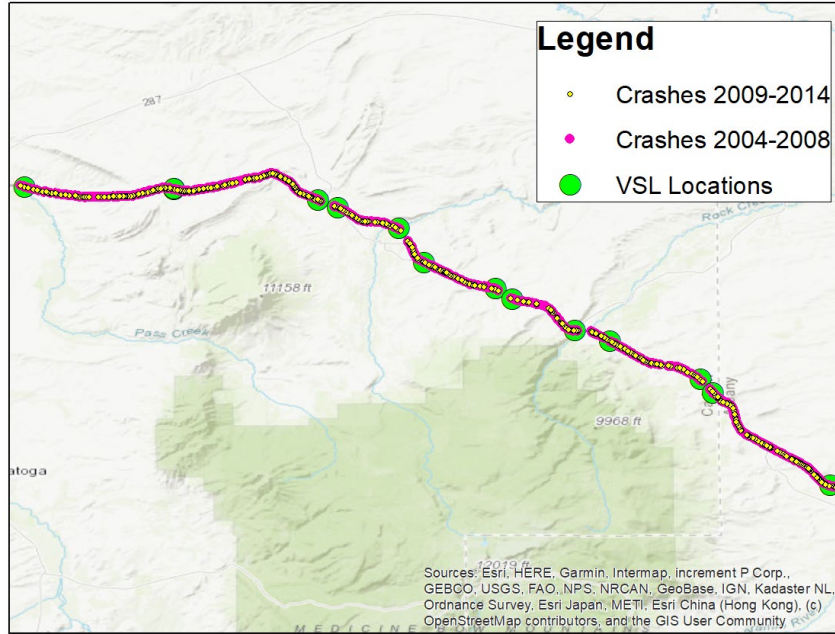 Legend
Crashes 2009-2014
Crashes 2004-2008
VSL Locations
287
Rock Creek
11158 ft
Pass Creek
9968 ft
Albany
atoga
12019 ft
Sources: Esri, HERE, Garmin, Intermap, increment P Corp.,
GEBCO, USGS, FAO, NPS, NRCAN, GeoBase, IGN, Kadaster NL,
Ordnance Survey, Esri Japan, METI, Esri China (Hong Kong), (c)
OpenStreetMap contributors, and the GIS User Community
MEDICINE BOW MOUNTAINS